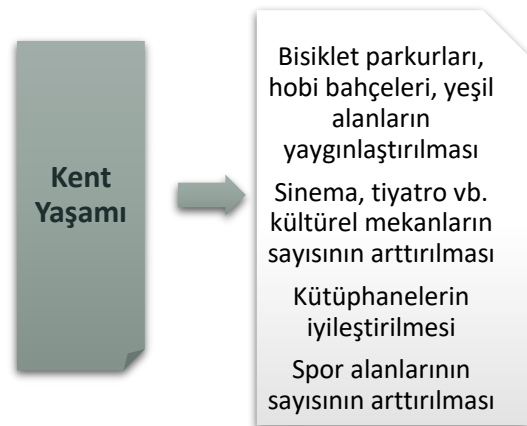 Kent
Yaşamı
Bisiklet parkurları,
hobi bahçeleri, yeşil
alanların
yaygınlaştırılması
Sinema, tiyatro vb.
kültürel mekanların
sayısının arttırılması
Kütüphanelerin
iyileştirilmesi
Spor alanlarının
sayısının arttırılması